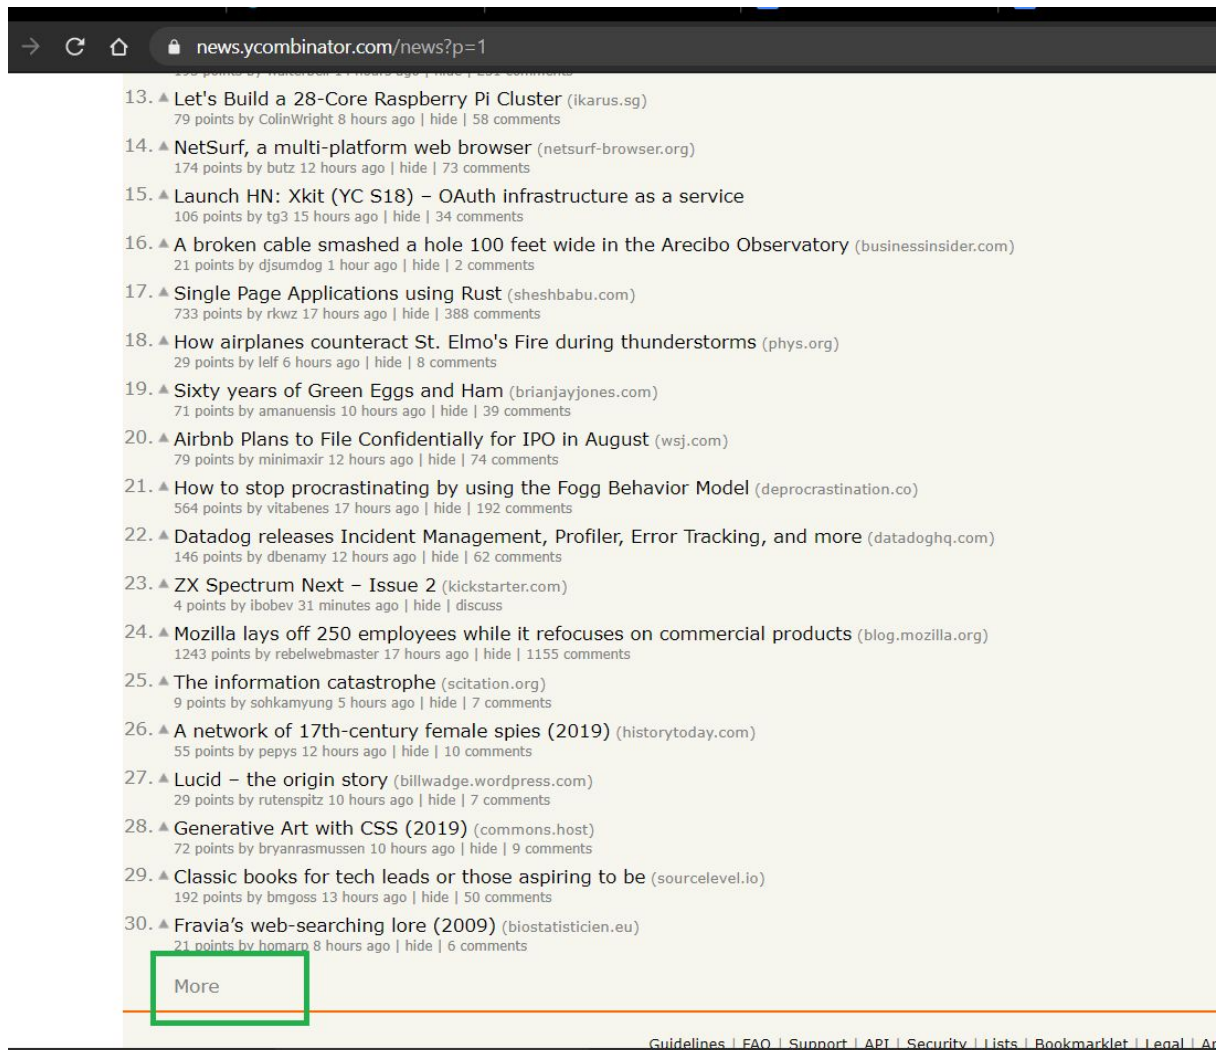 news.ycombinator.com/news?p=1
13. Let's Build a 28-Core Raspberry Pi Cluster (ikarus.sg)
79 points by ColinWright 8 hours ago | hide | 58 comments
14. NetSurf, a multi-platform web browser (netsurf-browser.org)
174 points by butz 12 hours ago | hide | 73 comments
15. Launch HN: Xkit (YC S18) – OAuth infrastructure as a service
106 points by tg3 15 hours ago | hide | 34 comments
16. A broken cable smashed a hole 100 feet wide in the Arecibo Observatory (businessinsider.com)
21 points by djsumdog 1 hour ago | hide | 2 comments
17. Single Page Applications using Rust (sheshbabu.com)
733 points by rkwz 17 hours ago | hide | 388 comments
18. How airplanes counteract St. Elmo's Fire during thunderstorms (phys.org)
29 points by lelf 6 hours ago | hide | 8 comments
19. Sixty years of Green Eggs and Ham (brianjayjones.com)
71 points by amanuensis 10 hours ago | hide | 39 comments
20. Airbnb Plans to File Confidentially for IPO in August (wsj.com)
79 points by minimaxir 12 hours ago | hide | 74 comments
21. How to stop procrastinating by using the Fogg Behavior Model (deprocrastination.co)
564 points by vitabenes 17 hours ago | hide | 192 comments
22. Datadog releases Incident Management, Profiler, Error Tracking, and more (datadoghq.com)
146 points by dbenamy 12 hours ago | hide | 62 comments
23. ZX Spectrum Next – Issue 2 (kickstarter.com)
4 points by ibobev 31 minutes ago | hide | discuss
24. Mozilla lays off 250 employees while it refocuses on commercial products (blog.mozilla.org)
1243 points by rebelwebmaster 17 hours ago | hide | 1155 comments
25. The information catastrophe (scitation.org)
9 points by sohkamyung 5 hours ago | hide | 7 comments
26. A network of 17th-century female spies (2019) (historytoday.com)
55 points by pepys 12 hours ago | hide | 10 comments
27. Lucid – the origin story (billwadge.wordpress.com)
29 points by rutenspitz 10 hours ago | hide | 7 comments
28. Generative Art with CSS (2019) (commons.host)
72 points by bryanrasmussen 10 hours ago | hide | 9 comments
29. Classic books for tech leads or those aspiring to be (sourcelevel.io)
192 points by bmgoss 13 hours ago | hide | 50 comments
30. Fravia’s web-searching lore (2009) (biostatisticien.eu)
21 points by homarp 8 hours ago | hide | 6 comments
More
Guidelines | FAQ | Support | API | Security | Lists | Bookmarklet | Legal |